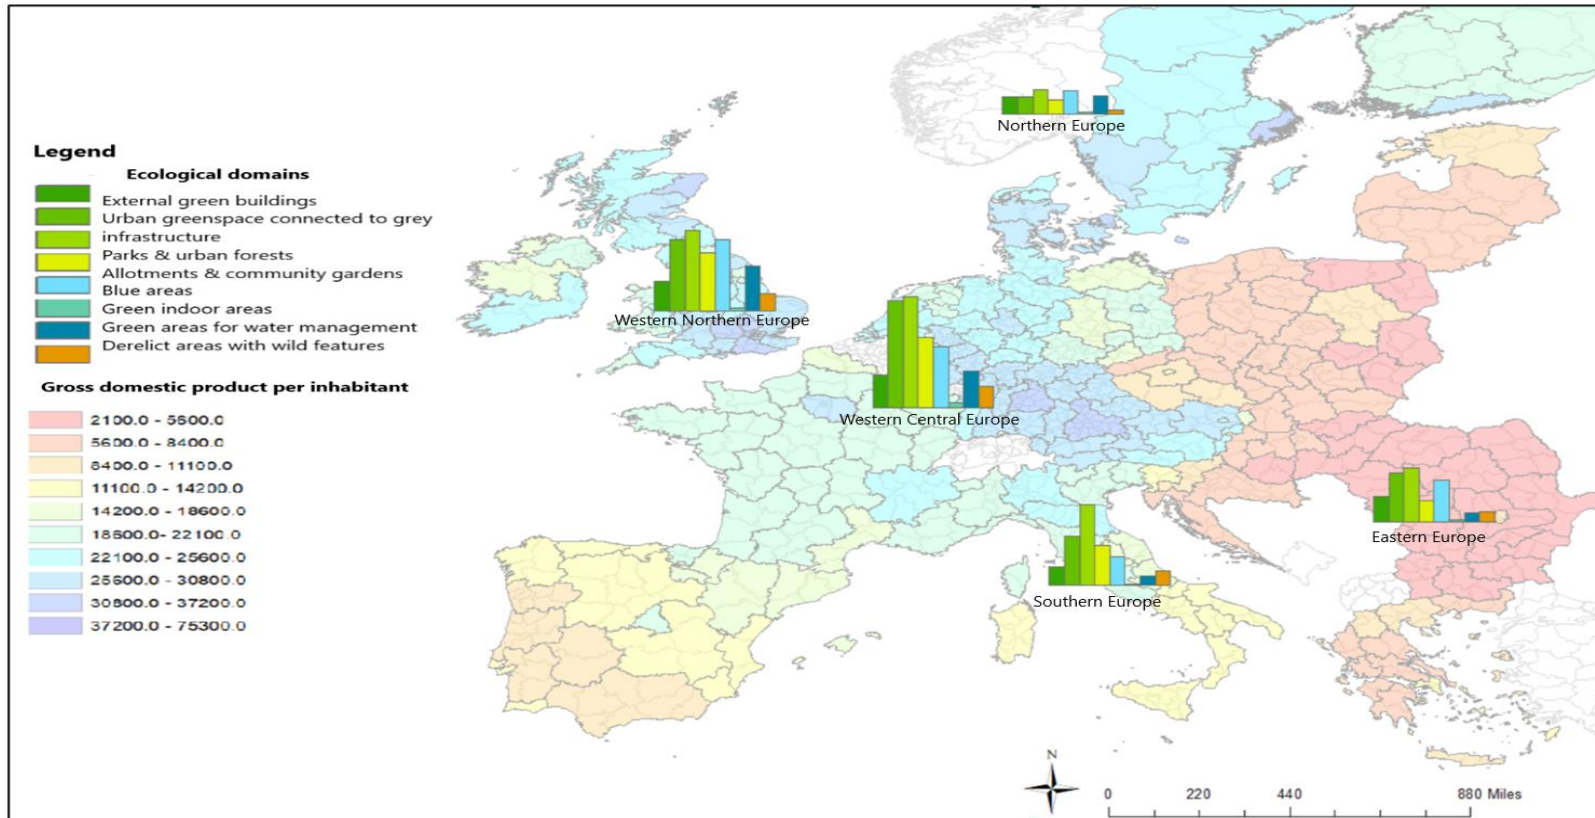 Legend
Ecological domains
External green buildings
Urban greenspace connected to grey
infrastructure
Parks & urban forests
Allotments & community gardens
Blue areas
Green indoor areas
Green areas for water management
Derelict areas with wild features
Gross domestic product per inhabitant
2100.0 - 5600.0
5600.0 - 8400.0
8400.0 - 11100.0
11100.0 - 14200.0
14200.0 - 18600.0
18600.0- 22100.0
22100.0 - 25600.0
25600.0 - 30800.0
30800.0 - 37200.0
37200.0 - 75300.0
Northern Europe
Western Northern Europe
Western Central Europe
Eastern Europe
Southern Europe
N
0 220 440 880 Miles